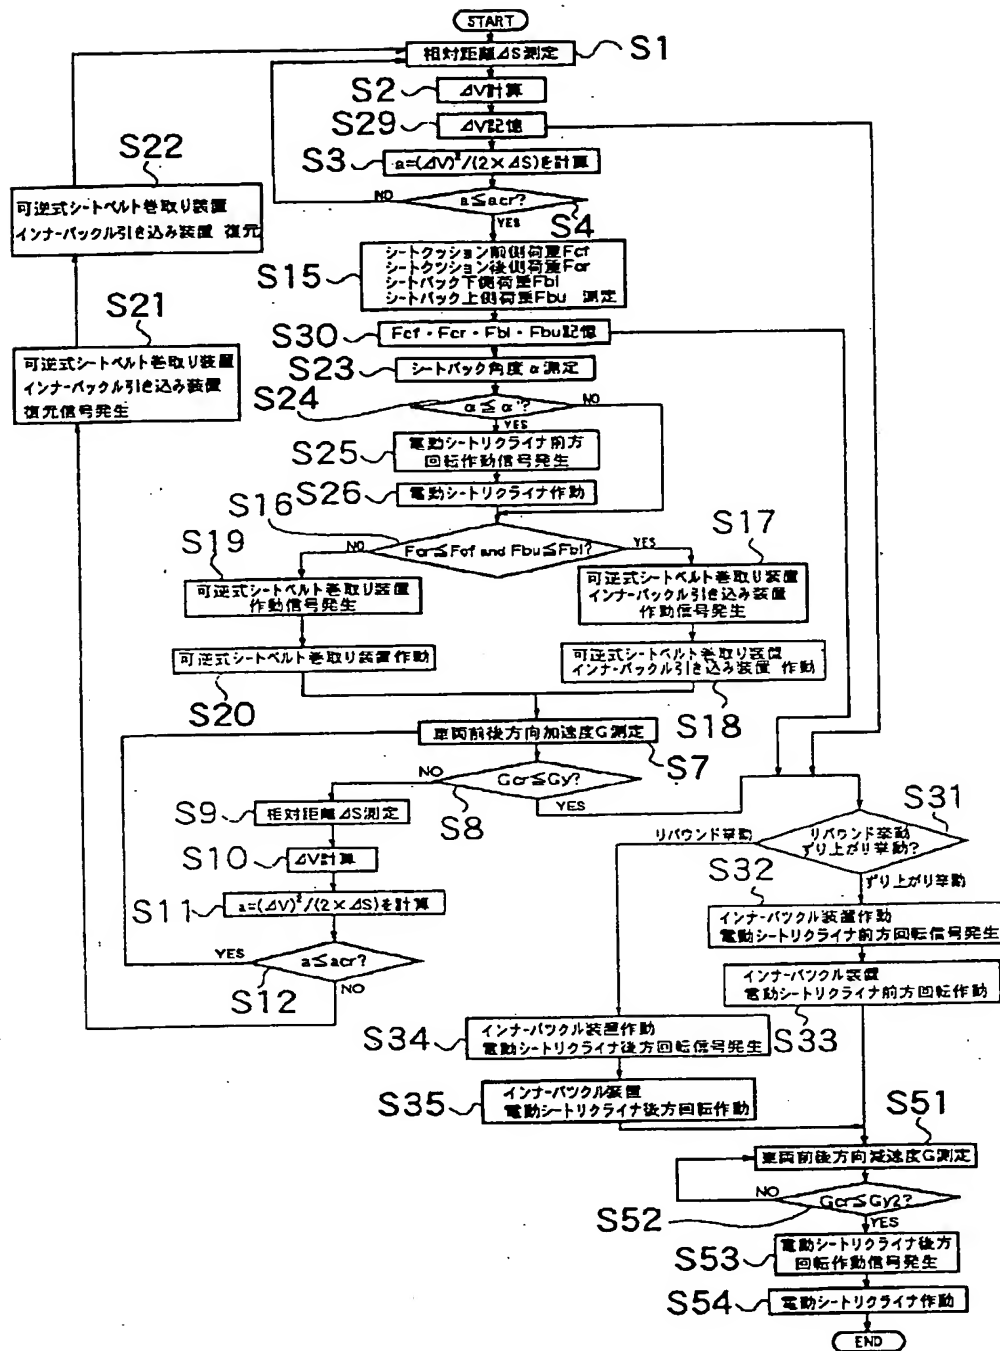 START
相対距離⊿S測定
S1
S2
⊿V計算
S29
⊿V記憶
S3
a=(⊿V)²/(2×⊿S)を計算
NO
a≦acr?
S4
YES
S22
可逆式シートベルト巻取り装置
インナーバックル引き込み装置 復元
S15
シートクッション前側荷重Fcf
シートクッション後側荷重Fcr
シートバック下側荷重Fbl
シートバック上側荷重Fbu 測定
S30
Fcf・Fcr・Fbl・Fbu記憶
S21
可逆式シートベルト巻取り装置
インナーバックル引き込み装置
復元信号発生
S23
シートバック角度 α 測定
S24
α≦α'?
NO
YES
S25
電動シートリクライナ前方
回転作動信号発生
S26
電動シートリクライナ作動
S16
Fcr≦Fcf and Fbu≦Fbl?
NO
YES
S19
可逆式シートベルト巻取り装置
作動信号発生
S17
可逆式シートベルト巻取り装置
インナーバックル引き込み装置
作動信号発生
可逆式シートベルト巻取り装置作動
S20
可逆式シートベルト巻取り装置
インナーバックル引き込み装置 作動
S18
車両前後方向加速度G測定
S7
NO
Gcr≦Gy?
S8
YES
S9
相対距離⊿S測定
S10
⊿V計算
S11
a=(⊿V)²/(2×⊿S)を計算
YES
a≦acr?
S12
NO
S31
リバウンド挙動
リバウンド挙動
ずり上がり挙動?
ずり上がり挙動
S32
インナーバックル装置作動
電動シートリクライナ前方回転信号発生
インナーバックル装置
電動シートリクライナ前方回転作動
S33
S34
インナーバックル装置作動
電動シートリクライナ後方回転信号発生
S35
インナーバックル装置
電動シートリクライナ後方回転作動
S51
車両前後方向減速度G測定
NO
Gcr≦Gy2?
S52
YES
S53
電動シートリクライナ後方
回転作動信号発生
S54
電動シートリクライナ作動
END